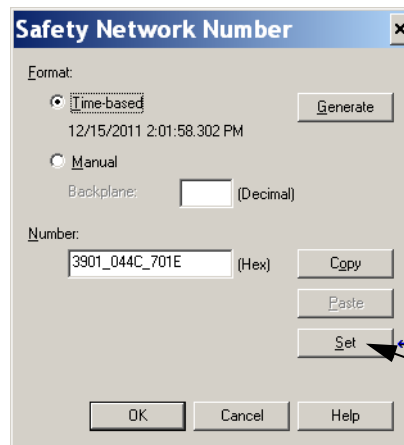 Safety Network Number
Format:
Time-based
Generate
12/15/2011 2:01:58.302 PM
Manual
Backplane:
(Decimal)
Number:
3901_044C_701E
(Hex)
Copy
Paste
Set
OK
Cancel
Help